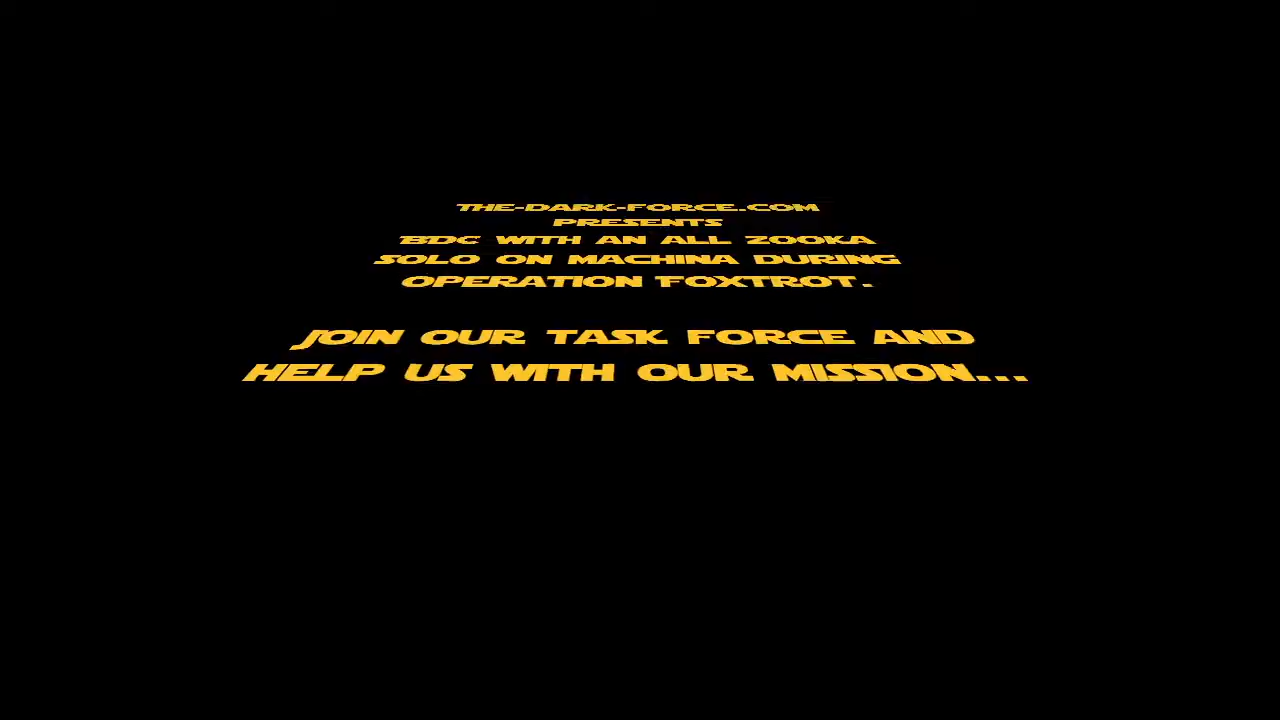 THE-DARK-FORCE.COM
PRESENTS
BDC WITH AN ALL ZOOKA
SOLO ON MACHINA DURING
OPERATION FOXTROT.
JOIN OUR TASK FORCE AND
HELP US WITH OUR MISSION...